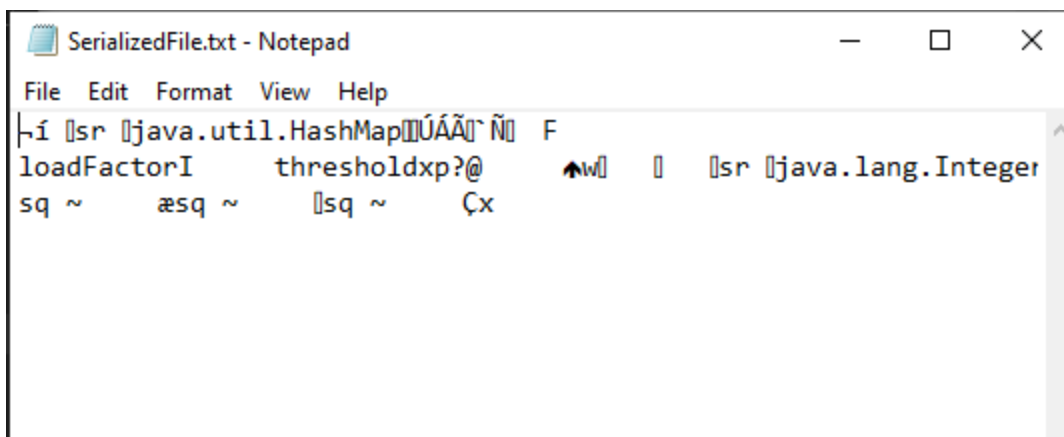 SerializedFile.txt - Notepad
File Edit Format View Help
¬í ▯sr ▯java.util.HashMap▯▯ÚÁÃ▯`Ñ▯ F
loadFactorI thresholdxp?@ ♠w▯ ▯ ▯sr ▯java.lang.Integer
sq ~ æsq ~ ▯sq ~ Çx